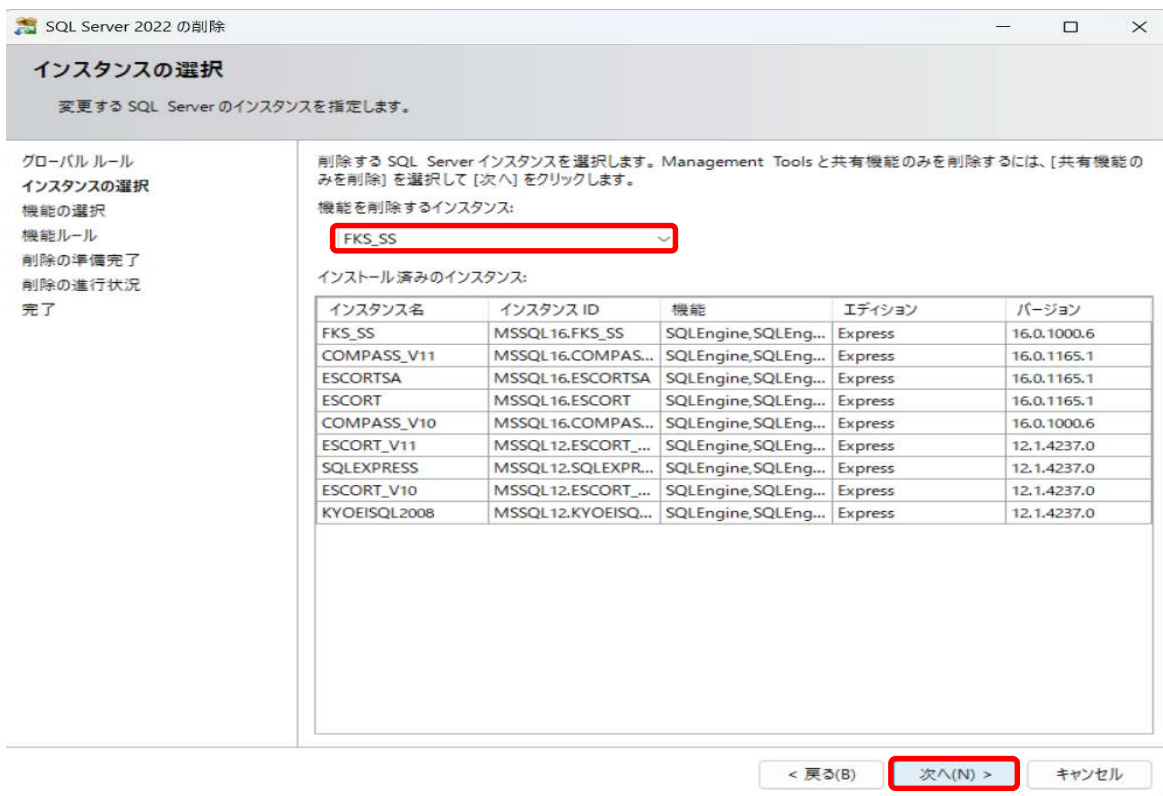 SQL Server 2022 の削除
インスタンスの選択
変更する SQL Server のインスタンスを指定します。
グローバル ルール
インスタンスの選択
機能の選択
機能ルール
削除の準備完了
削除の進行状況
完了
削除する SQL Server インスタンスを選択します。Management Tools と共有機能のみを削除するには、[共有機能の
みを削除] を選択して [次へ] をクリックします。
機能を削除するインスタンス:
FKS_SS
インストール済みのインスタンス:
インスタンス名 インスタンス ID 機能 エディション バージョン
FKS_SS MSSQL16.FKS_SS SQLEngine,SQLEng... Express 16.0.1000.6
COMPASS_V11 MSSQL16.COMPAS... SQLEngine,SQLEng... Express 16.0.1165.1
ESCORTSA MSSQL16.ESCORTSA SQLEngine,SQLEng... Express 16.0.1165.1
ESCORT MSSQL16.ESCORT SQLEngine,SQLEng... Express 16.0.1165.1
COMPASS_V10 MSSQL16.COMPAS... SQLEngine,SQLEng... Express 16.0.1000.6
ESCORT_V11 MSSQL12.ESCORT_... SQLEngine,SQLEng... Express 12.1.4237.0
SQLEXPRESS MSSQL12.SQLEXPR... SQLEngine,SQLEng... Express 12.1.4237.0
ESCORT_V10 MSSQL12.ESCORT_... SQLEngine,SQLEng... Express 12.1.4237.0
KYOEISQL2008 MSSQL12.KYOEISQ... SQLEngine,SQLEng... Express 12.1.4237.0
< 戻る(B) 次へ(N) > キャンセル